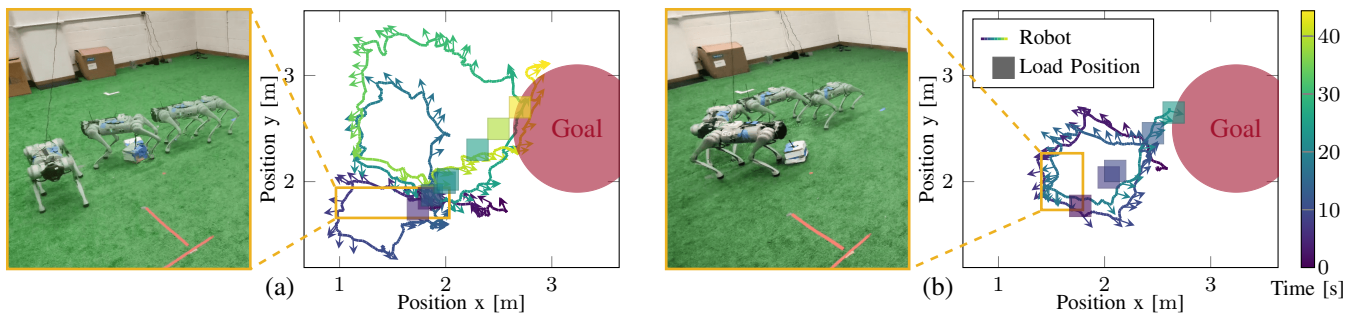 3
2
Position y [m]
1
2
3
Position x [m]
Goal
(a)
3
2
Position y [m]
1
2
3
Position x [m]
Robot
Load Position
Goal
(b)
40
30
20
10
0
Time [s]